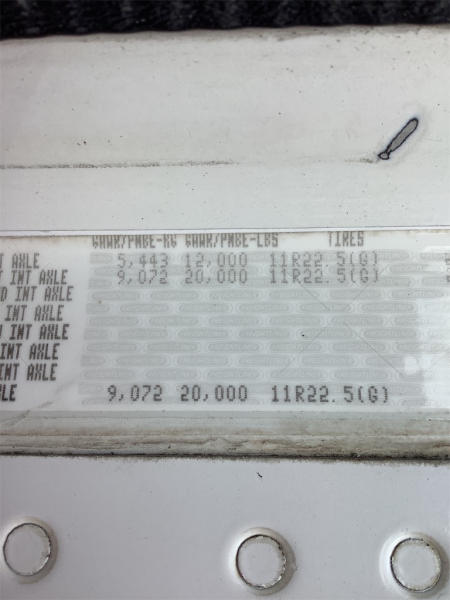 GAWR/PNBE-KG GAWR/PNBE-LBS TIRES
AXLE 5,443 12,000 11R22.5(G)
INT AXLE 9,072 20,000 11R22.5(G)
INT AXLE
INT AXLE
INT AXLE
INT AXLE
INT AXLE
9,072 20,000 11R22.5(G)